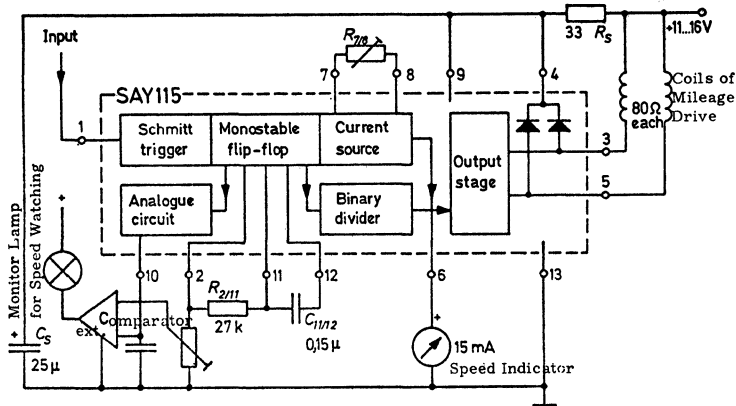 Input
R7/8
33 Rs
+11...16V
7
8
9
4
SAY115
Coils of
Mileage
Drive
80Ω
each
1
Schmitt
trigger
Monostable
flip-flop
Current
source
3
Output
stage
5
Analogue
circuit
Binary
divider
+
Monitor Lamp
for Speed Watching
10
2
11
12
6
13
R2/11
27 k
C11/12
0,15 µ
Comparator
ext.
+
Cs
25 µ
+
15 mA
Speed Indicator